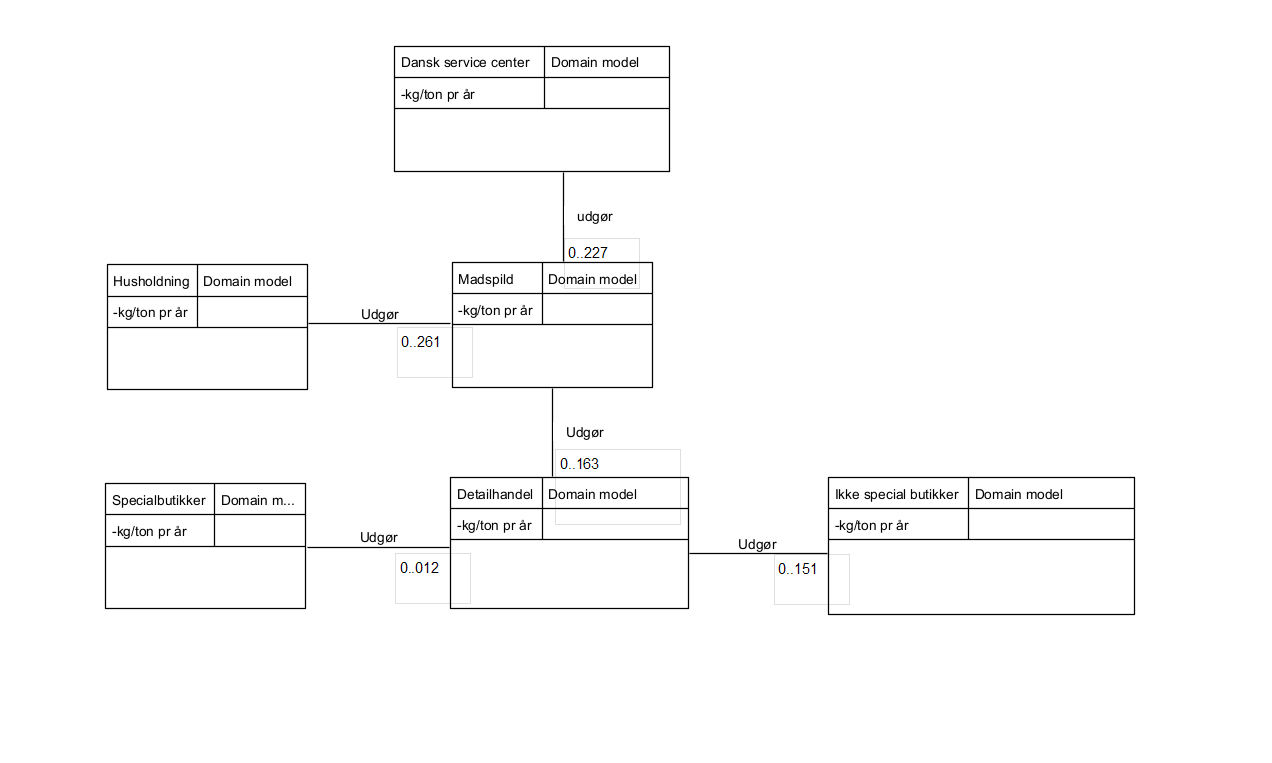 Dansk service center Domain model
-kg/ton pr år
udgør
0..227
Husholdning Domain model
-kg/ton pr år
Udgør
0..261
Madspild Domain model
-kg/ton pr år
Udgør
0..163
Specialbutikker Domain m...
-kg/ton pr år
Udgør
0..012
Detailhandel Domain model
-kg/ton pr år
Udgør
0..151
Ikke special butikker Domain model
-kg/ton pr år